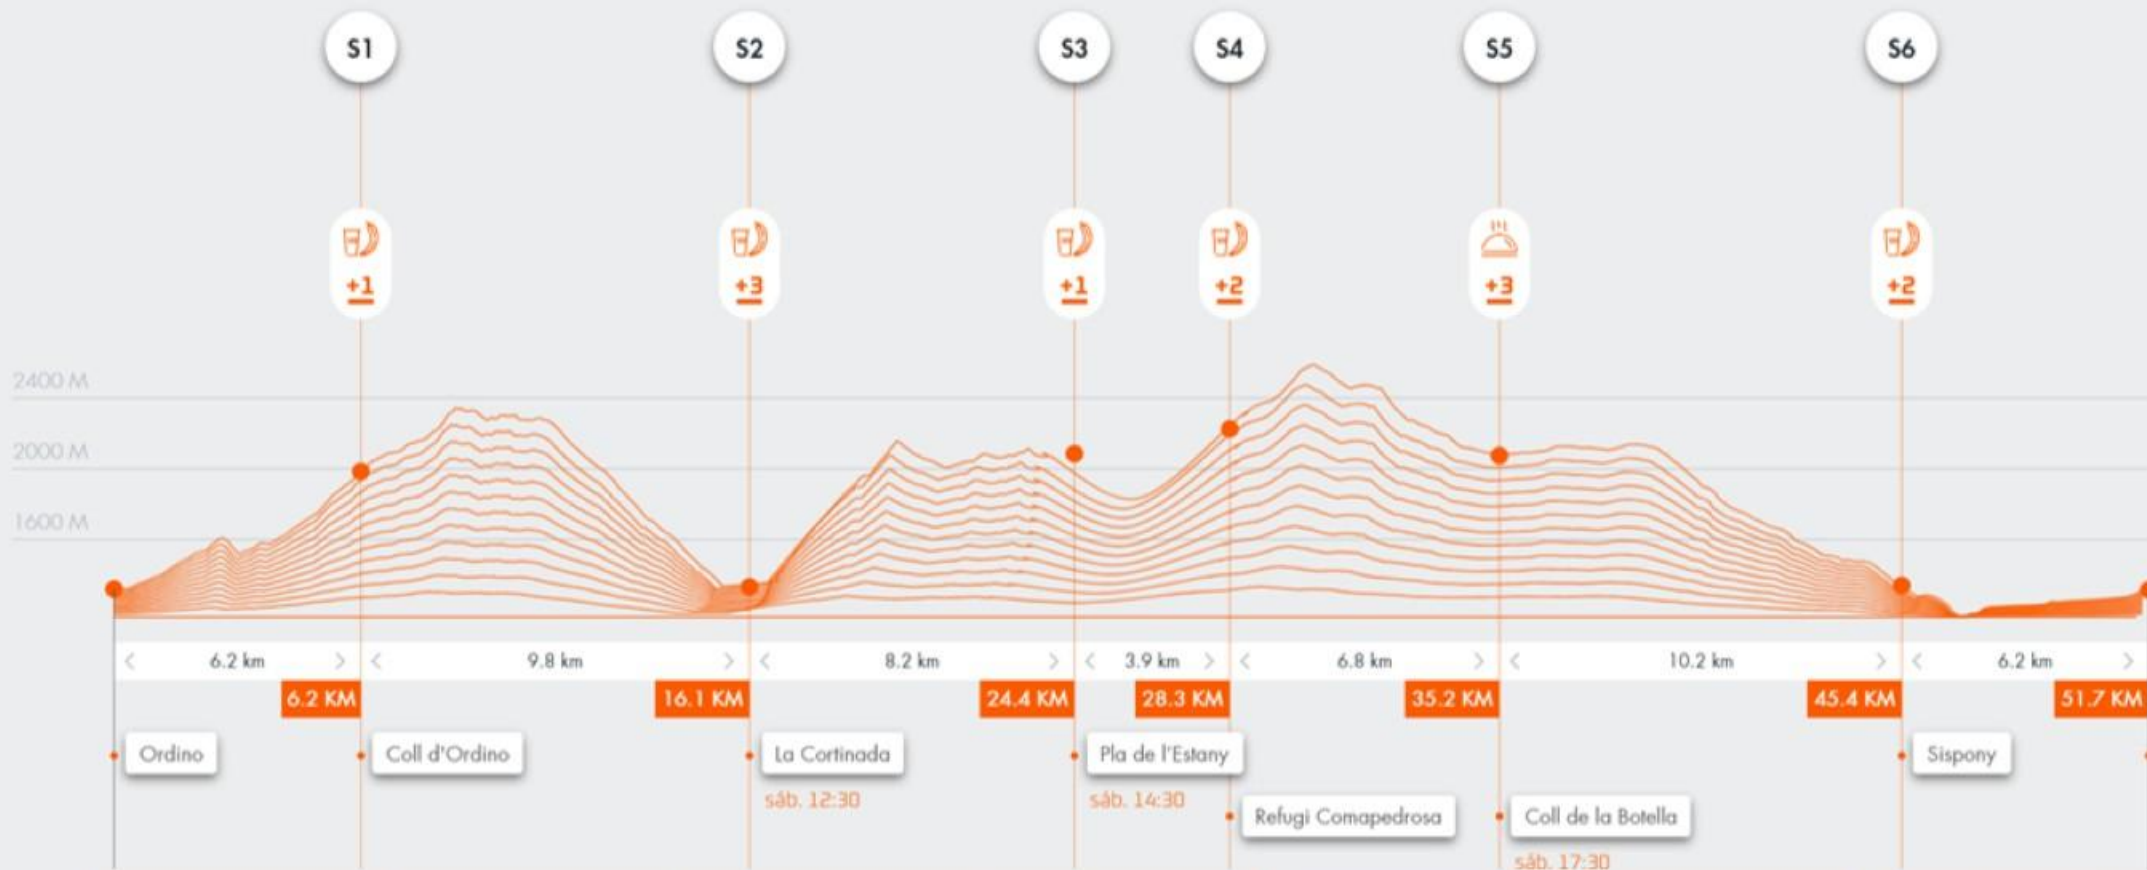 S1
S2
S3
S4
S5
S6
+1
+3
+1
+2
+3
+2
2400 M
2000 M
1600 M
6.2 km
9.8 km
8.2 km
3.9 km
6.8 km
10.2 km
6.2 km
6.2 KM
16.1 KM
24.4 KM
28.3 KM
35.2 KM
45.4 KM
51.7 KM
Ordino
Coll d'Ordino
La Cortinada
Pla de l'Estany
Sispony
sáb. 12:30
sáb. 14:30
Refugi Comapedrosa
Coll de la Botella
sáb. 17:30